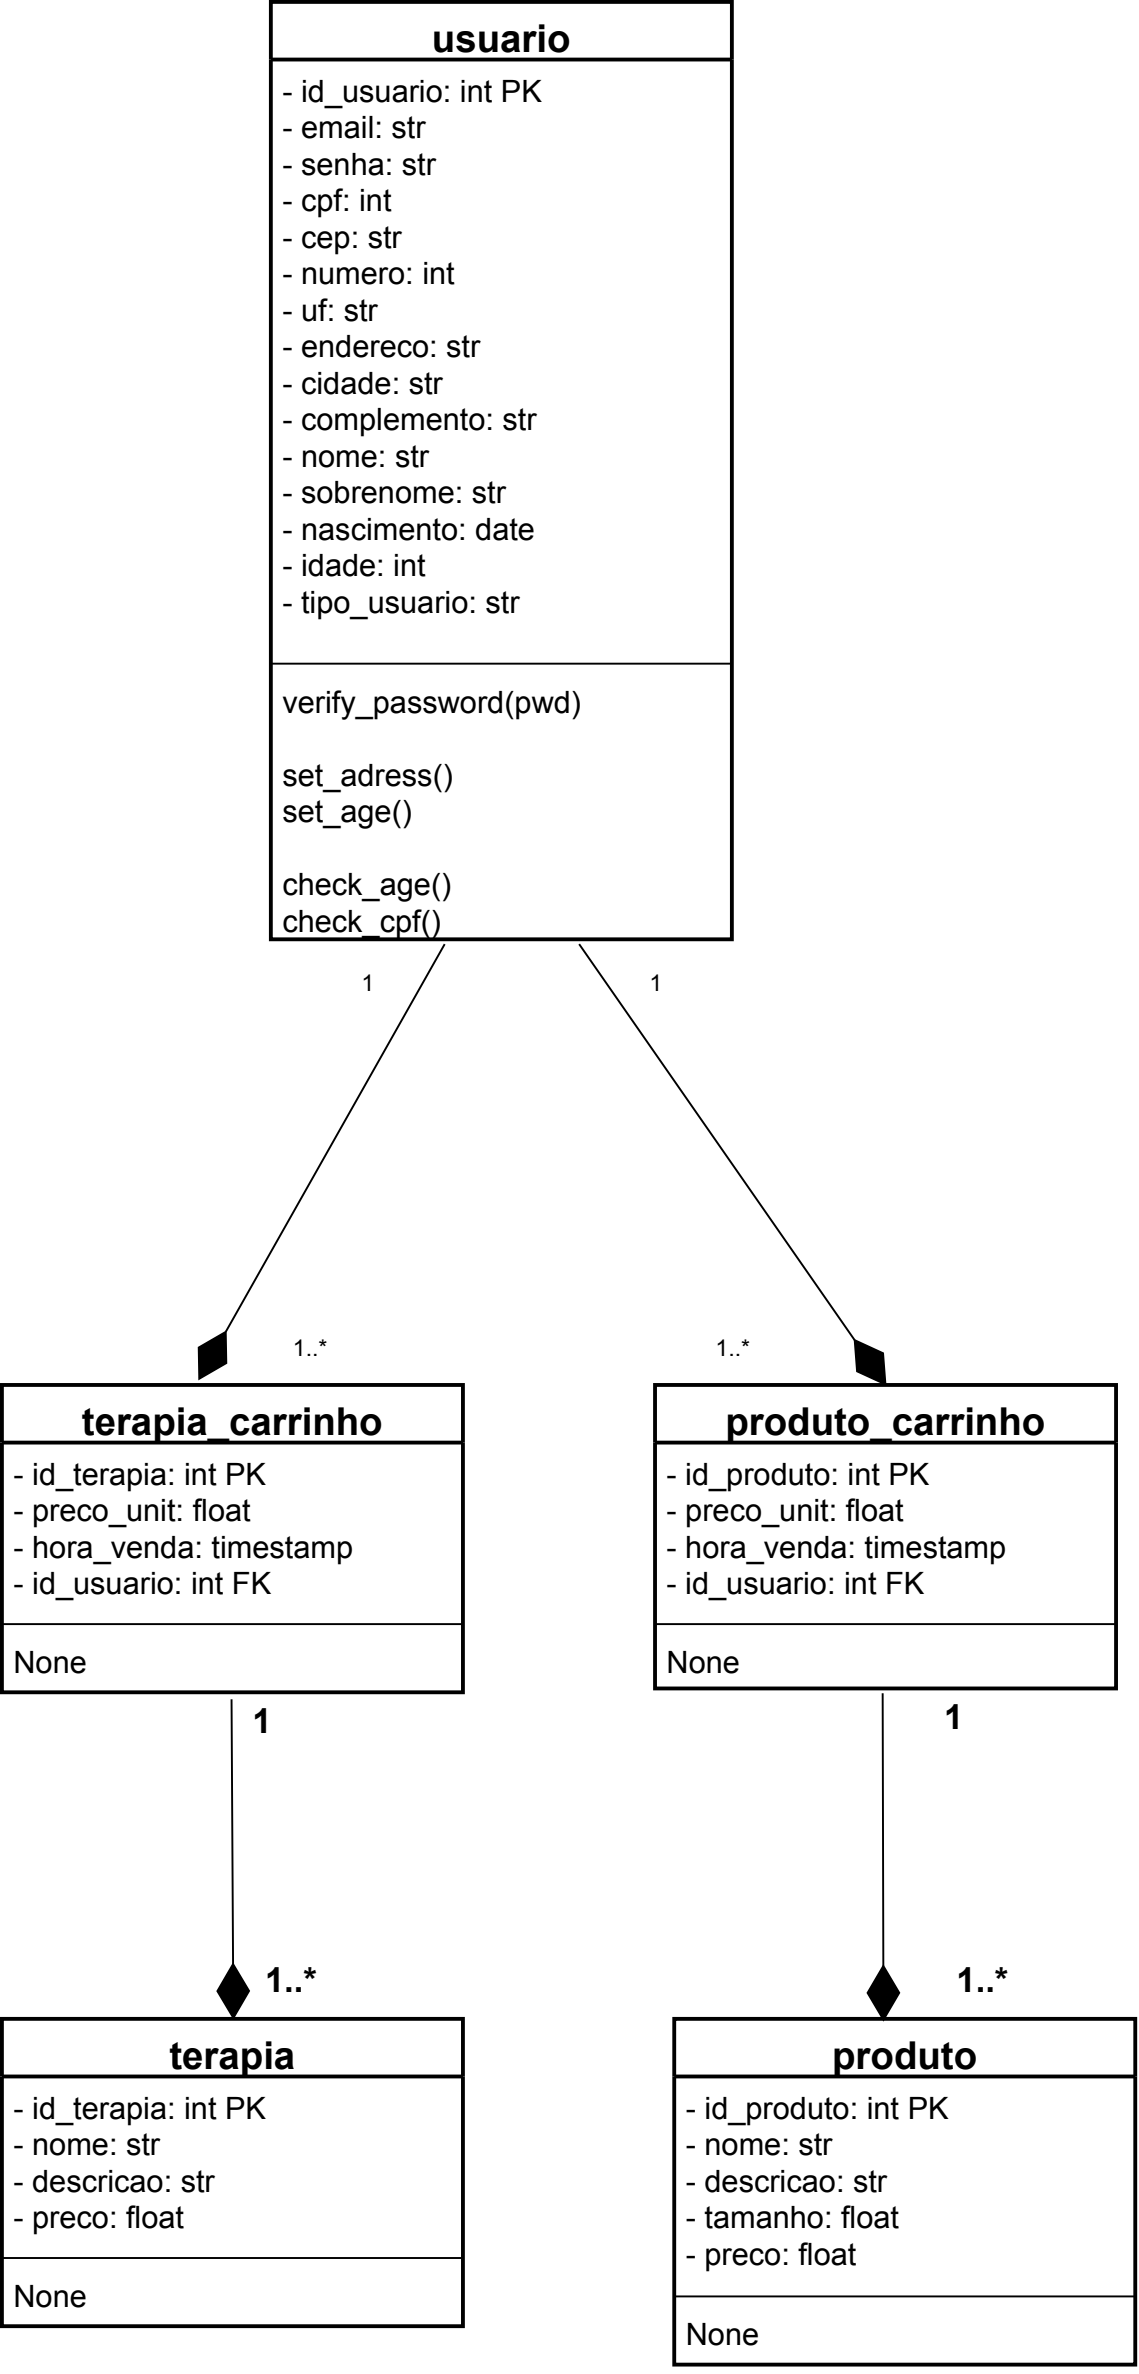 usuario
- id_usuario: int PK
- email: str
- senha: str
- cpf: int
- cep: str
- numero: int
- uf: str
- endereco: str
- cidade: str
- complemento: str
- nome: str
- sobrenome: str
- nascimento: date
- idade: int
- tipo_usuario: str
verify_password(pwd)
set_adress()
set_age()
check_age()
check_cpf()
1
1
1..*
1..*
terapia_carrinho
- id_terapia: int PK
- preco_unit: float
- hora_venda: timestamp
- id_usuario: int FK
None
produto_carrinho
- id_produto: int PK
- preco_unit: float
- hora_venda: timestamp
- id_usuario: int FK
None
1
1
1..*
1..*
terapia
- id_terapia: int PK
- nome: str
- descricao: str
- preco: float
None
produto
- id_produto: int PK
- nome: str
- descricao: str
- tamanho: float
- preco: float
None